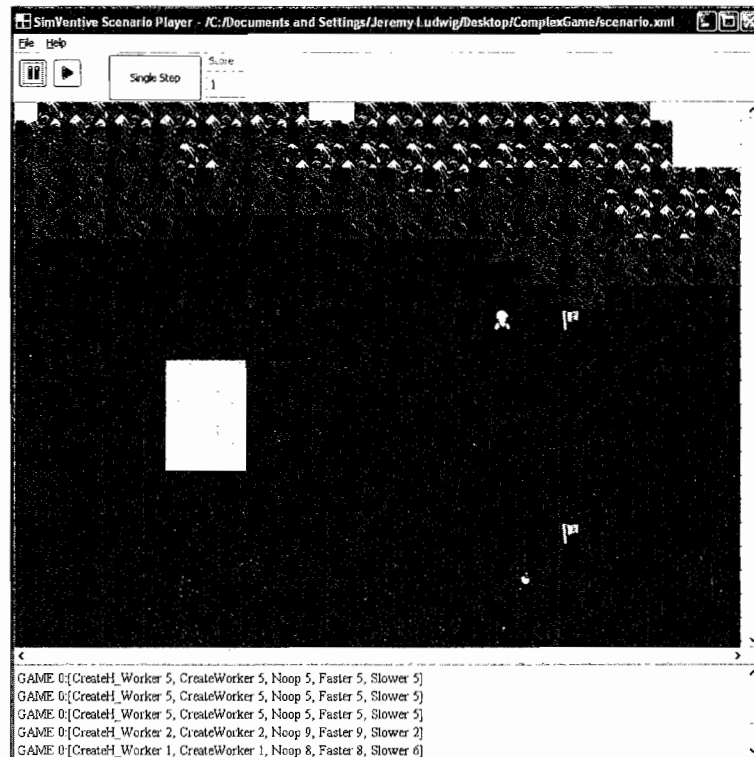 SimVentive Scenario Player - /C:/Documents and Settings/Jeremy Ludwig/Desktop/ComplexGame/scenario.xml
File Help
Score
Single Step
1
GAME 0:[CreateH_Worker 5, CreateWorker 5, Noop 5, Faster 5, Slower 5]
GAME 0:[CreateH_Worker 5, CreateWorker 5, Noop 5, Faster 5, Slower 5]
GAME 0:[CreateH_Worker 5, CreateWorker 5, Noop 5, Faster 5, Slower 5]
GAME 0:[CreateH_Worker 2, CreateWorker 2, Noop 9, Faster 9, Slower 2]
GAME 0:[CreateH_Worker 1, CreateWorker 1, Noop 8, Faster 8, Slower 6]